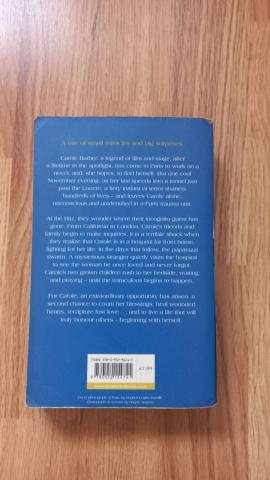 A tale of small miracles and big surprises.
Carole Barber, a legend of film and stage, after
a lifetime in the spotlight, has come to Paris to work on a
novel, and, she hopes, to find herself. But one cool
November evening, as her taxi speeds into a tunnel just
past the Louvre, a fiery instant of terror shatters
hundreds of lives – and leaves Carole alone,
unconscious and unidentified in a Paris trauma unit.
At the Ritz, they wonder where their incognito guest has
gone. From California to London, Carole's friends and
family begin to make inquiries. It is a terrible shock when
they realize that Carole is in a hospital far from home,
fighting for her life. In the days that follow, the paparazzi
swarm. A mysterious stranger quietly visits the hospital
to see the woman he once loved and never forgot.
Carole's two grown children rush to her bedside, waiting
and praying – until the miraculous begins to happen.
For Carole, an extraordinary opportunity has arisen: a
second chance to count her blessings, heal wounded
hearts, recapture lost love . . . and to live a life that will
truly honour others – beginning with herself.
£7.99